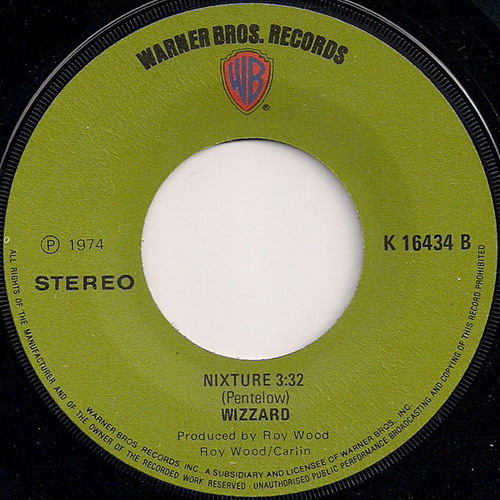 WARNER BROS. RECORDS
WB
®
Ⓟ 1974
K 16434 B
STEREO
NIXTURE 3:32
(Pentelow)
WIZZARD
Produced by Roy Wood
Roy Wood/Carlin
ALL RIGHTS OF THE MANUFACTURER AND OF THE OWNER OF THE RECORDED WORK RESERVED - UNAUTHORISED PUBLIC PERFORMANCE BROADCASTING AND COPYING OF THIS RECORD PROHIBITED
WARNER BROS. RECORDS INC. A SUBSIDIARY AND LICENSEE OF WARNER BROS. INC.